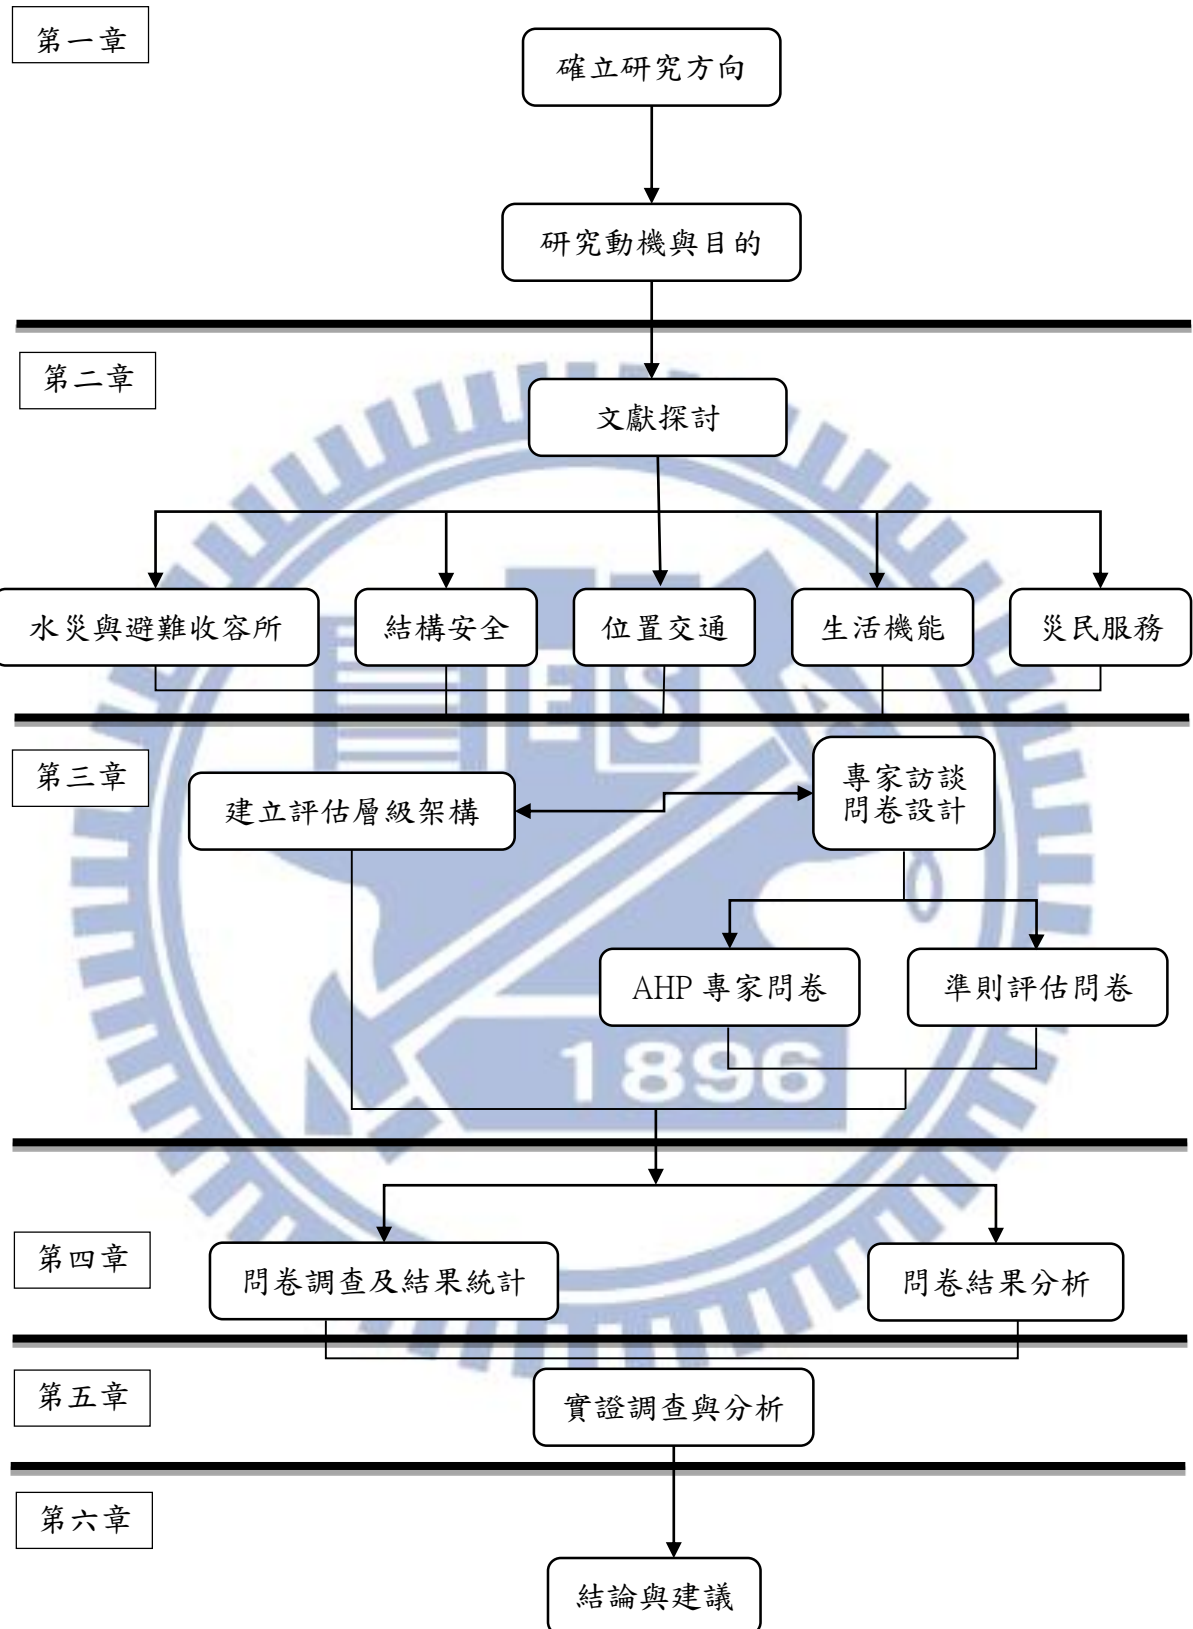 第一章
確立研究方向
研究動機與目的
第二章
文獻探討
水災與避難收容所
結構安全
位置交通
生活機能
災民服務
ES
第三章
建立評估層級架構
專家訪談
問卷設計
AHP 專家問卷
準則評估問卷
1896
第四章
問卷調查及結果統計
問卷結果分析
第五章
實證調查與分析
第六章
結論與建議